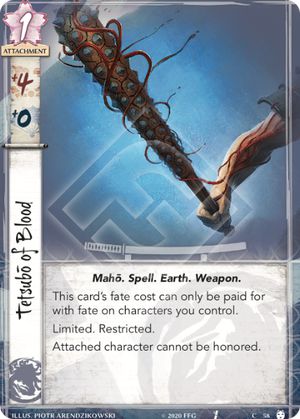 1
ATTACHMENT
+4
+0
Tetsubō of Blood
Mahō. Spell. Earth. Weapon.
This card's fate cost can only be paid for
with fate on characters you control.
Limited. Restricted.
Attached character cannot be honored.
ILLUS. PIOTR ARENDZIKOWSKI © 2020 FFG C 58